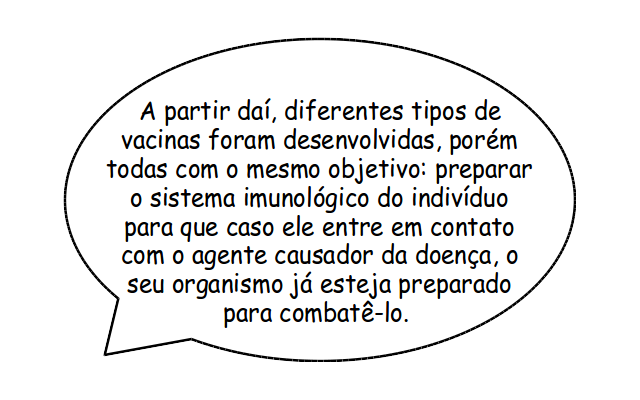 A partir daí, diferentes tipos de
vacinas foram desenvolvidas, porém
todas com o mesmo objetivo: preparar
o sistema imunológico do indivíduo
para que caso ele entre em contato
com o agente causador da doença, o
seu organismo já esteja preparado
para combatê-lo.